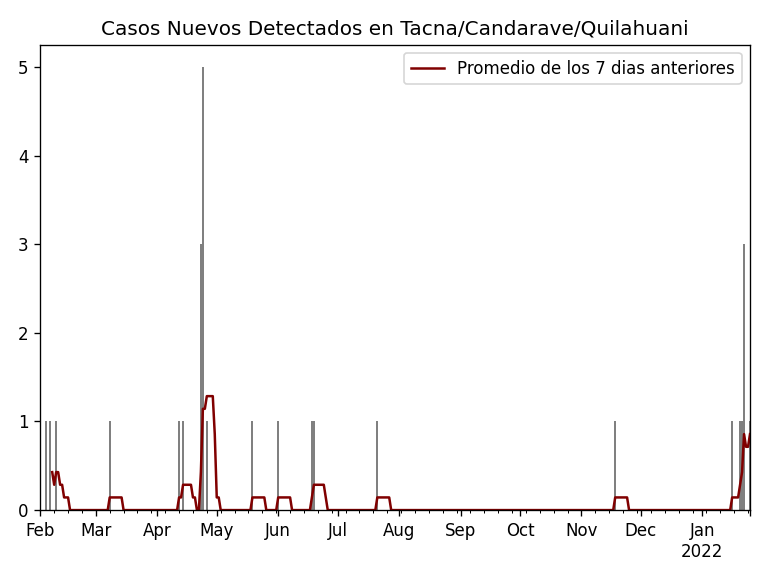 Casos Nuevos Detectados en Tacna/Candarave/Quilahuani
Promedio de los 7 dias anteriores
5
4
3
2
1
0
Feb Mar Apr May Jun Jul Aug Sep Oct Nov Dec Jan
2022